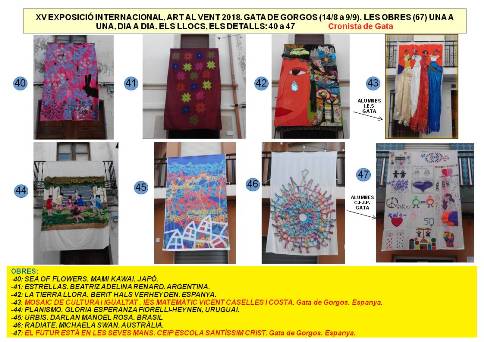 XV EXPOSICIÓ INTERNACIONAL, ART AL VENT 2018. GATA DE GORGOS (14/8 a 9/9). LES OBRES (67) UNA A
UNA, DIA A DIA. ELS LLOCS, ELS DETALLS: 40 a 47 Cronista de Gata
40
41
42
43
ALUMNES
I.E.S
GATA
44
45
46
47
ALUMNES
GATA
50
OBRES:
-40: SEA OF FLOWERS. MAMI KAWAI. JAPÓ.
-41: ESTRELLAS. BEATRIZ ADELINA RENARD. ARGENTINA.
-42: LA TIERRA LLORA. BERIT HALS VERHEYDEN. ESPANYA.
-43: MOSAIC DE CULTURA I IGUALTAT. IES MATEMÀTIC VICENT CASELLES I COSTA. Gata de Gorgos. Espanya.
-44: PLANISMO. GLORIA ESPERANZA FIORELLI-HEYNEN, URUGUAI.
-45: URBIS. DARLAN MANOEL ROSA. BRASIL
-46: RADIATE. MICHAELA SWAN. AUSTRÀLIA.
-47: EL FUTUR ESTÀ EN LES SEVES MANS. CEIP ESCOLA SANTÍSSIM CRIST. Gata de Gorgos. Espanya.